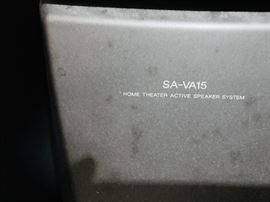 SA-VA15
HOME THEATER ACTIVE SPEAKER SYSTEM